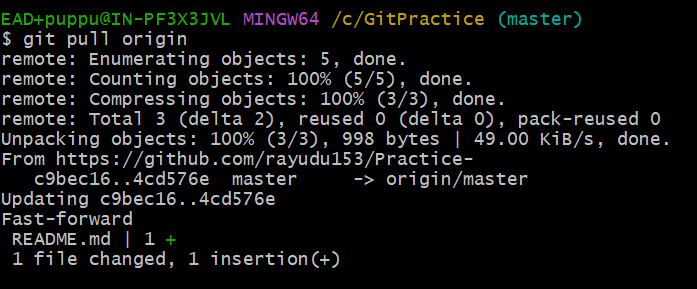 EAD+puppu@IN-PF3X3JVL MINGW64 /c/GitPractice (master)
$ git pull origin
remote: Enumerating objects: 5, done.
remote: Counting objects: 100% (5/5), done.
remote: Compressing objects: 100% (3/3), done.
remote: Total 3 (delta 2), reused 0 (delta 0), pack-reused 0
Unpacking objects: 100% (3/3), 998 bytes | 49.00 KiB/s, done.
From https://github.com/rayudu153/Practice-
   c9bec16..4cd576e  master     -> origin/master
Updating c9bec16..4cd576e
Fast-forward
 README.md | 1 +
 1 file changed, 1 insertion(+)